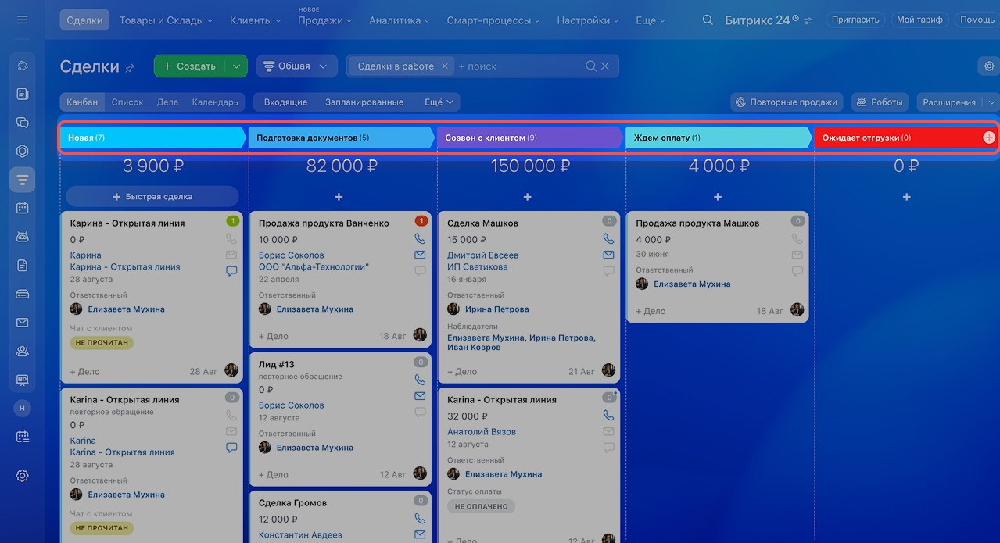 Сделки
Товары и Склады
Клиенты
НОВОЕ
Продажи
Аналитика
Смарт-процессы
Настройки
Еще
Битрикс 24
Пригласить
Мой тариф
Помощь
Сделки
+ Создать
Общая
Сделки в работе ×
+ поиск
Канбан
Список
Дела
Календарь
Входящие
Запланированные
Ещё
Повторные продажи
Роботы
Расширения
Новая (7)
Подготовка документов (5)
Созвон с клиентом (9)
Ждем оплату (1)
Ожидает отгрузки (0)
3 900 ₽
82 000 ₽
150 000 ₽
4 000 ₽
0 ₽
+ Быстрая сделка
+
+
+
+
Карина - Открытая линия
1
0 ₽
Карина
Карина - Открытая линия
28 августа
Ответственный
Елизавета Мухина
Чат с клиентом
НЕ ПРОЧИТАН
+ Дело
28 Авг
Karina - Открытая линия
0
повторное обращение
0 ₽
Karina
Karina - Открытая линия
28 августа
Ответственный
Елизавета Мухина
Чат с клиентом
НЕ ПРОЧИТАН
Продажа продукта Ванченко
1
10 000 ₽
Борис Соколов
ООО "Альфа-Технологии"
22 апреля
Ответственный
Елизавета Мухина
+ Дело
18 Авг
Лид #13
0
повторное обращение
0 ₽
Борис Соколов
12 августа
Ответственный
Елизавета Мухина
+ Дело
12 Авг
Сделка Громов
0
12 000 ₽
Константин Авдеев
Сделка Машков
0
15 000 ₽
Дмитрий Евсеев
ИП Светикова
16 января
Ответственный
Ирина Петрова
Наблюдатели
Елизавета Мухина, Ирина Петрова,
Иван Ковров
+ Дело
21 Авг
Karina - Открытая линия
0
32 000 ₽
Анатолий Вязов
12 августа
Ответственный
Елизавета Мухина
Статус оплаты
НЕ ОПЛАЧЕНО
+ Дело
12 Авг
Продажа продукта Машков
0
4 000 ₽
30 июня
Ответственный
Елизавета Мухина
+ Дело
18 Авг
Н